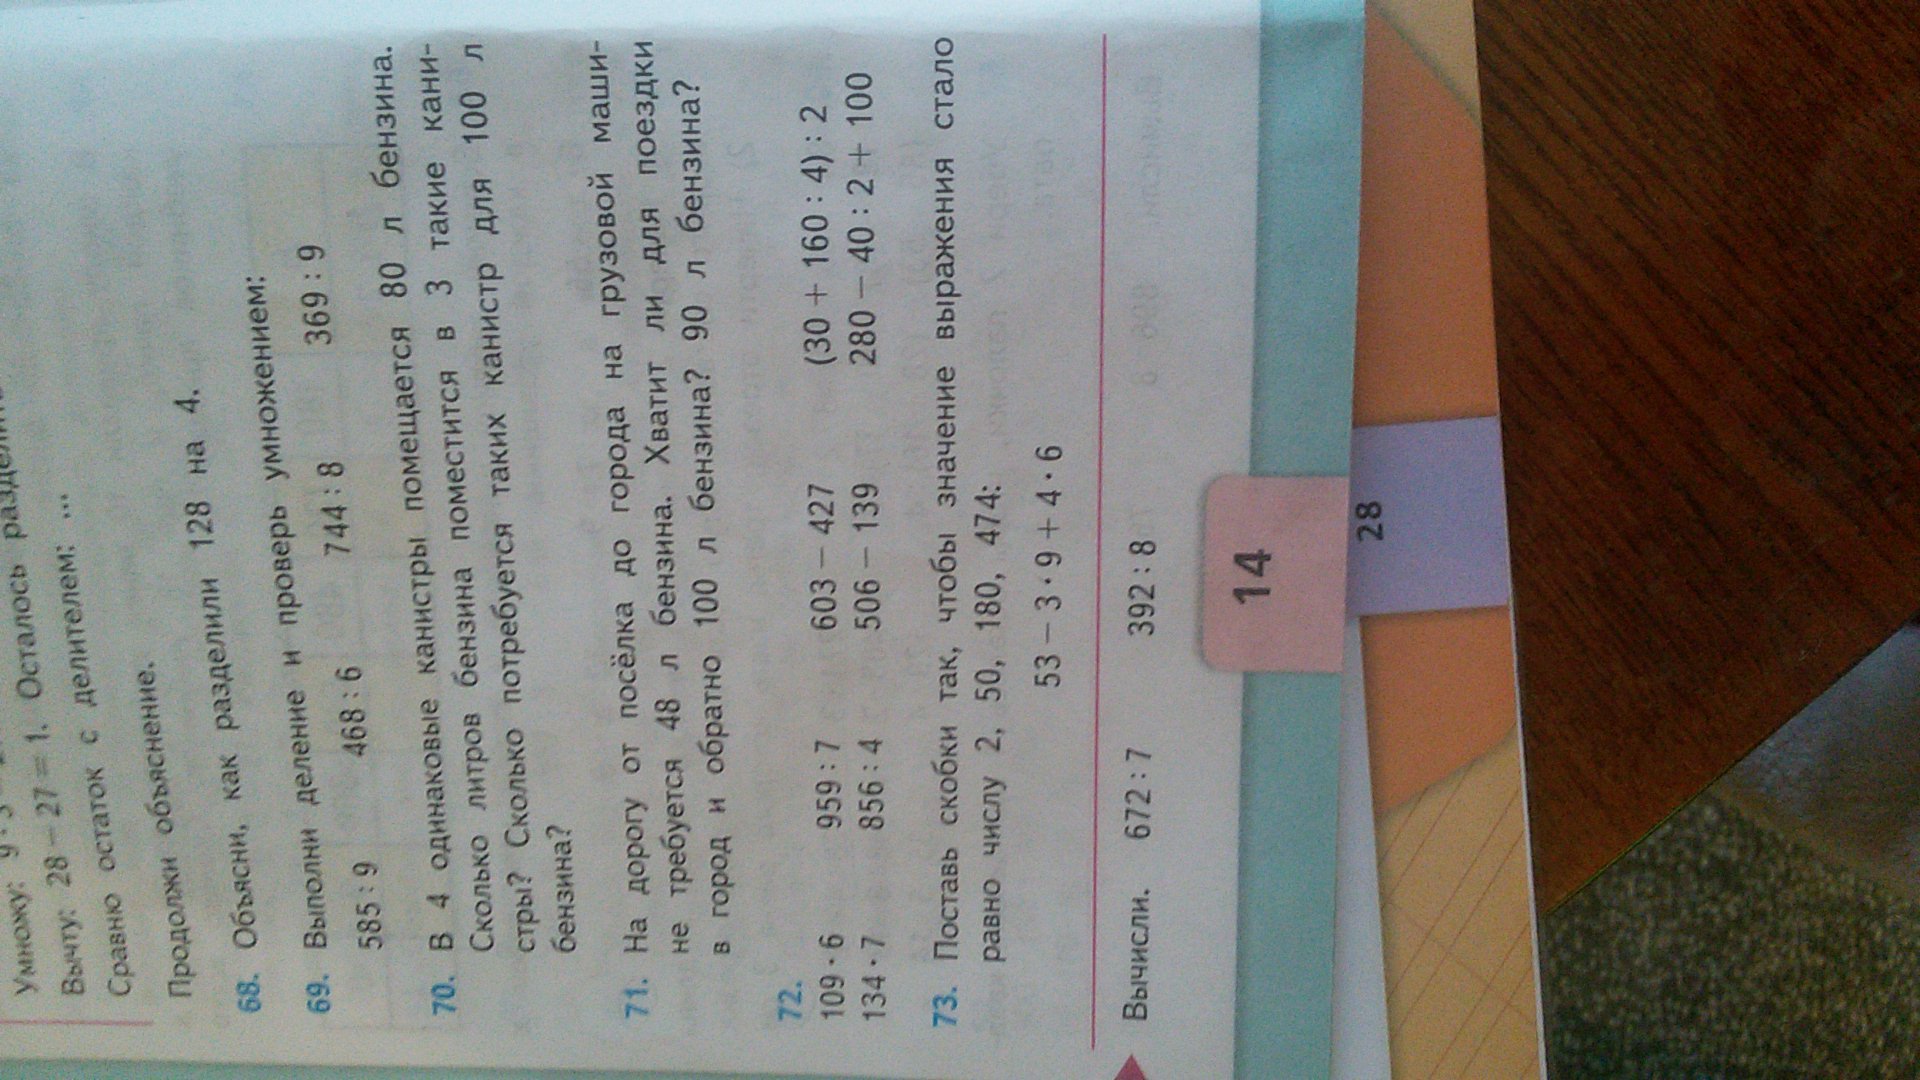 Умножу: 9 · 3
Вычту: 28 − 27 = 1. Осталось
Сравню остаток с делителем: ...
Продолжи объяснение.
68. Объясни, как разделили 128 на 4.
69. Выполни деление и проверь умножением:
585 : 9 468 : 6 744 : 8 369 : 9
70. В 4 одинаковые канистры помещается 80 л бензина.
Сколько литров бензина поместится в 3 такие кани-
стры? Сколько потребуется таких канистр для 100 л
бензина?
71. На дорогу от посёлка до города на грузовой маши-
не требуется 48 л бензина. Хватит ли для поездки
в город и обратно 100 л бензина? 90 л бензина?
72.
109 · 6 959 : 7 603 − 427 (30 + 160 : 4) : 2
134 · 7 856 : 4 506 − 139 280 − 40 : 2 + 100
73. Поставь скобки так, чтобы значение выражения стало
равно числу 2, 50, 180, 474:
53 − 3 · 9 + 4 · 6
Вычисли. 672 : 7 392 : 8
14
28